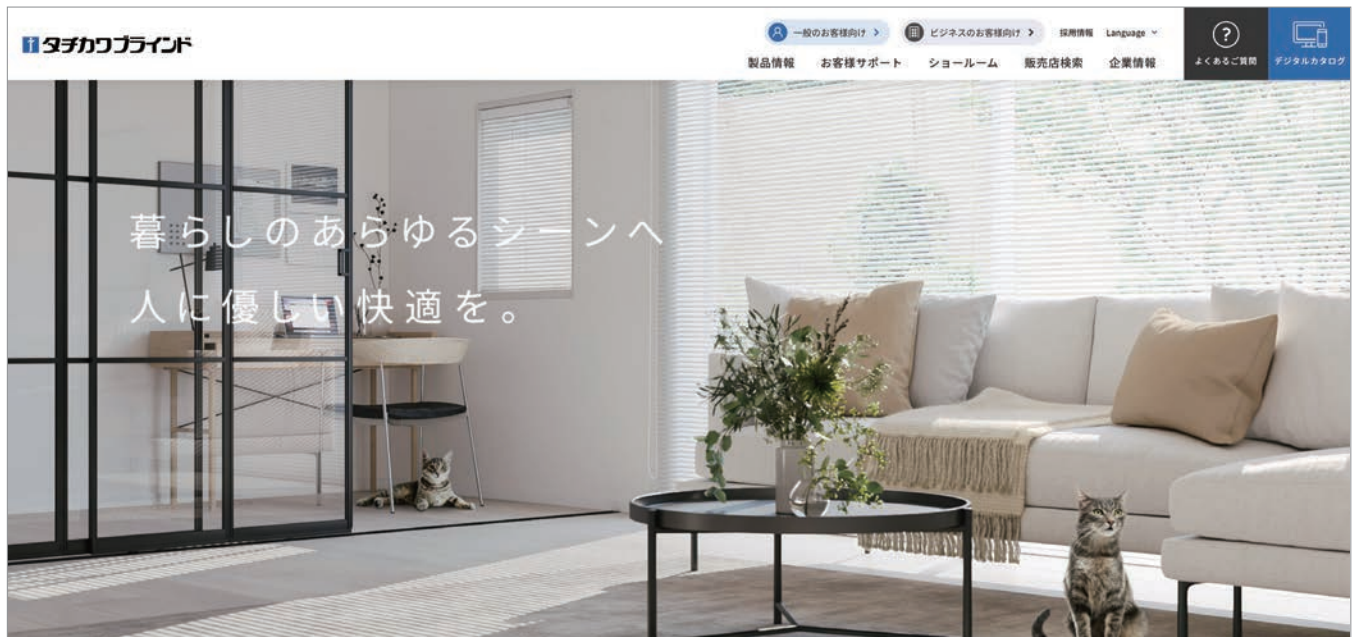 タチカワブラインド
一般のお客様向け
ビジネスのお客様向け
採用情報
Language
よくあるご質問
デジタルカタログ
製品情報
お客様サポート
ショールーム
販売店検索
企業情報
暮らしのあらゆるシーンへ
人に優しい快適を。